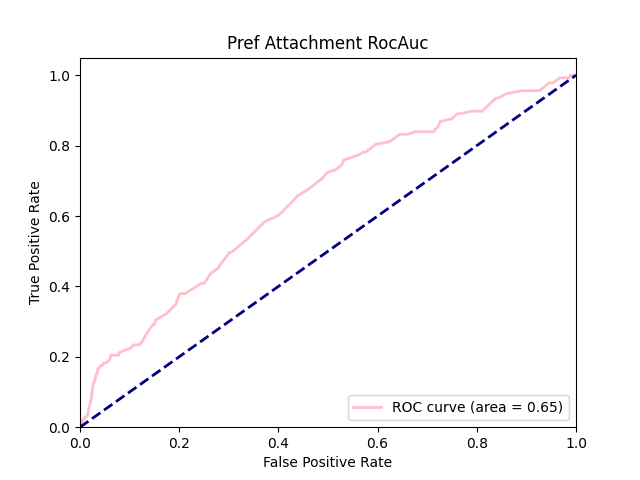 Pref Attachment RocAuc
True Positive Rate
1.0
0.8
0.6
0.4
0.2
0.0
ROC curve (area = 0.65)
0.0 0.2 0.4 0.6 0.8 1.0
False Positive Rate